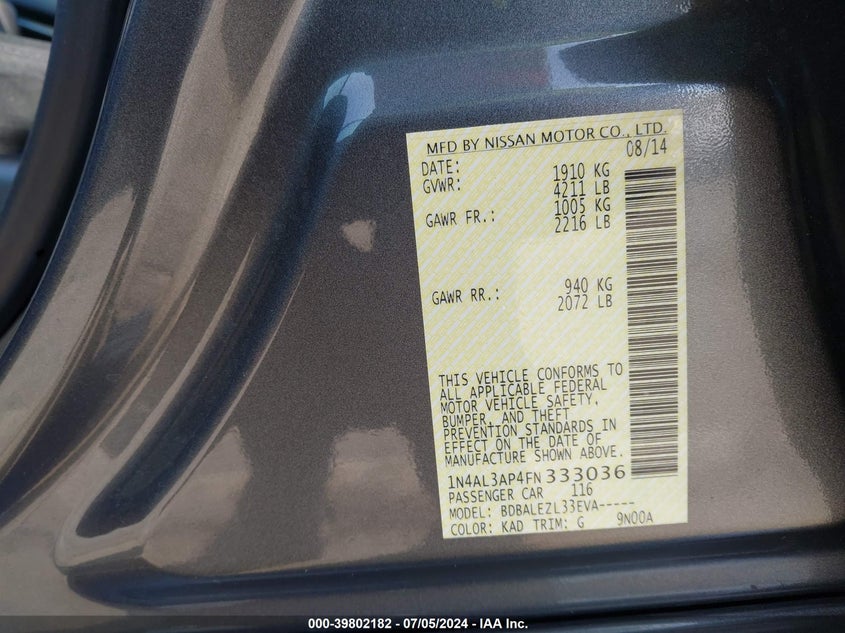 MFD BY NISSAN MOTOR CO., LTD.
DATE: 08/14
GVWR: 1910 KG
4211 LB
GAWR FR.: 1005 KG
2216 LB
GAWR RR.: 940 KG
2072 LB
THIS VEHICLE CONFORMS TO
ALL APPLICABLE FEDERAL
MOTOR VEHICLE SAFETY,
BUMPER, AND THEFT
PREVENTION STANDARDS IN
EFFECT ON THE DATE OF
MANUFACTURE SHOWN ABOVE.
1N4AL3AP4FN333036
PASSENGER CAR 116
MODEL: BDBALEZL33EVA-----
COLOR: KAD TRIM: G 9N00A
000-39802182 - 07/05/2024 - IAA Inc.